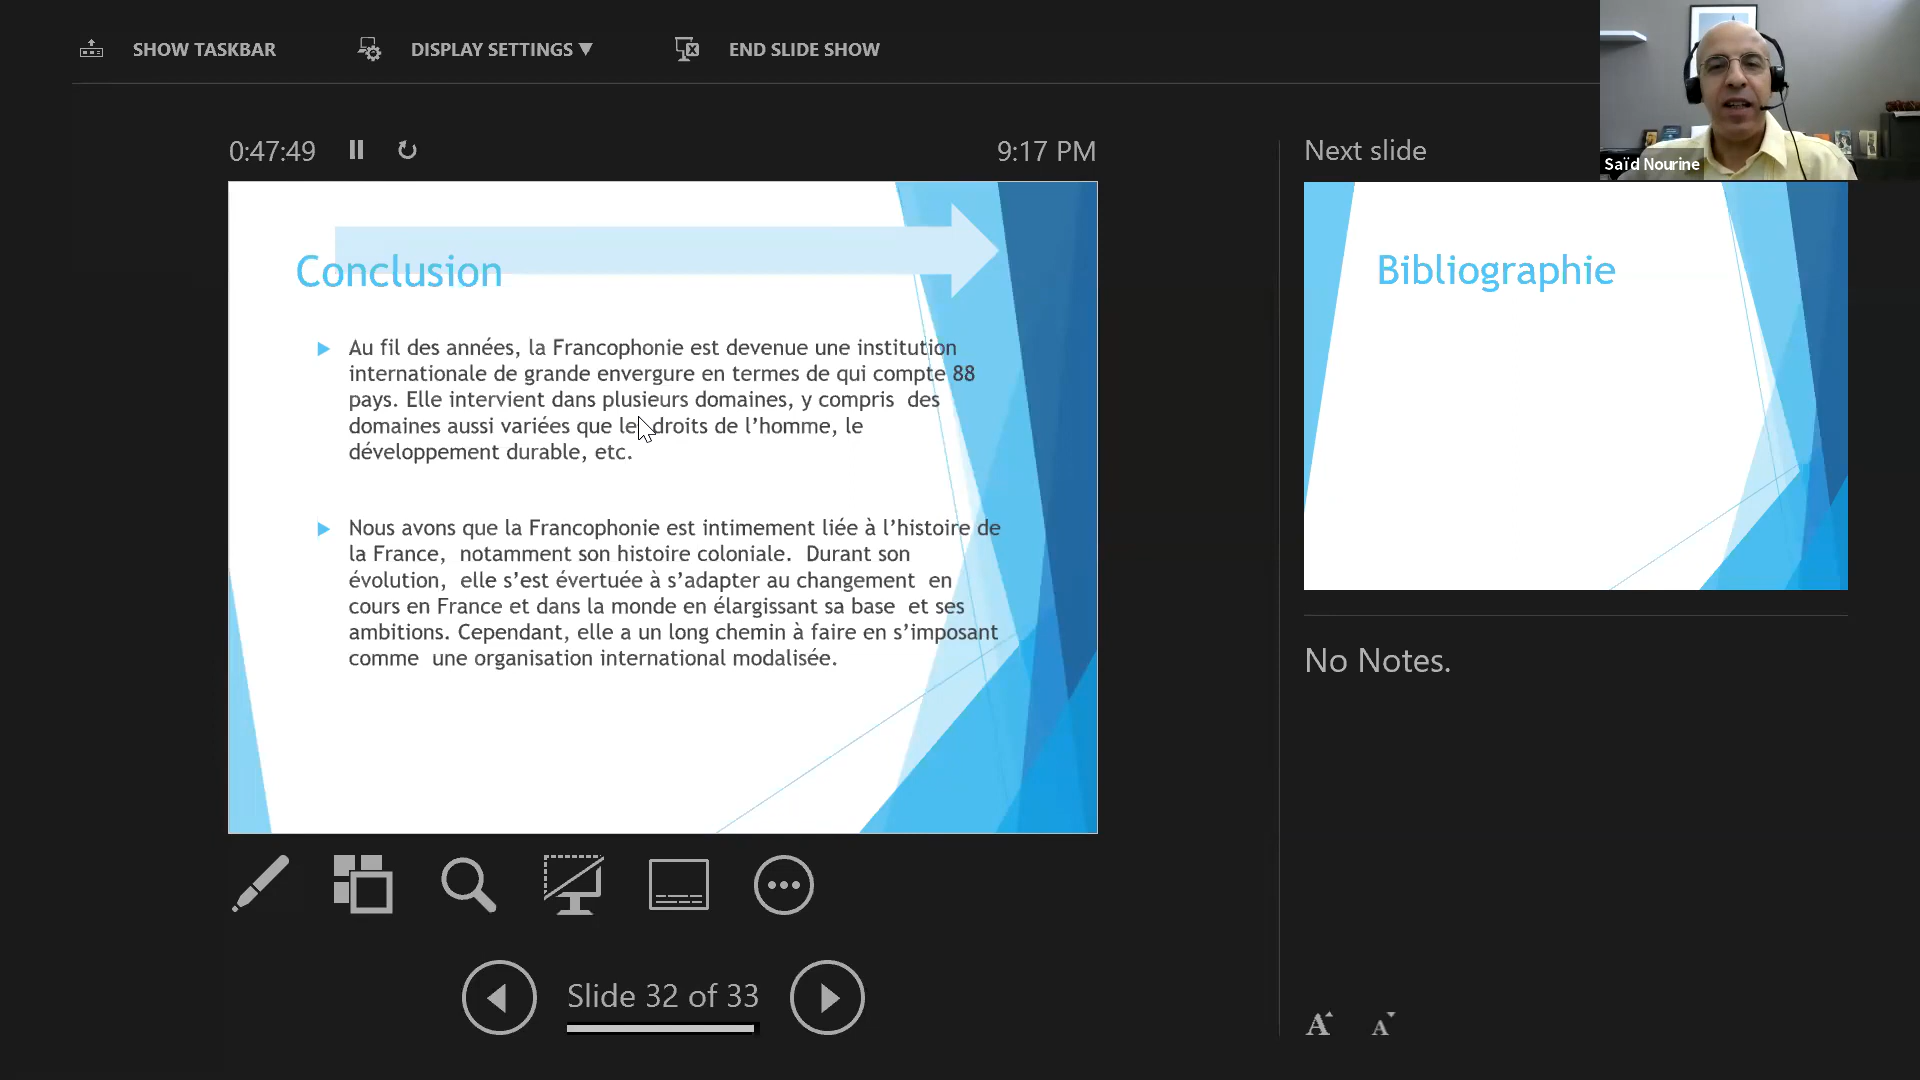 SHOW TASKBAR
DISPLAY SETTINGS ▼
END SLIDE SHOW
0:47:49
9:17 PM
Conclusion
Au fil des années, la Francophonie est devenue une institution
internationale de grande envergure en termes de qui compte 88
pays. Elle intervient dans plusieurs domaines, y compris des
domaines aussi variées que le droits de l’homme, le
développement durable, etc.
Nous avons que la Francophonie est intimement liée à l’histoire de
la France, notamment son histoire coloniale. Durant son
évolution, elle s’est évertuée à s’adapter au changement en
cours en France et dans la monde en élargissant sa base et ses
ambitions. Cependant, elle a un long chemin à faire en s’imposant
comme une organisation international modalisée.
Slide 32 of 33
Next slide
Saïd Nourine
Bibliographie
No Notes.
A A